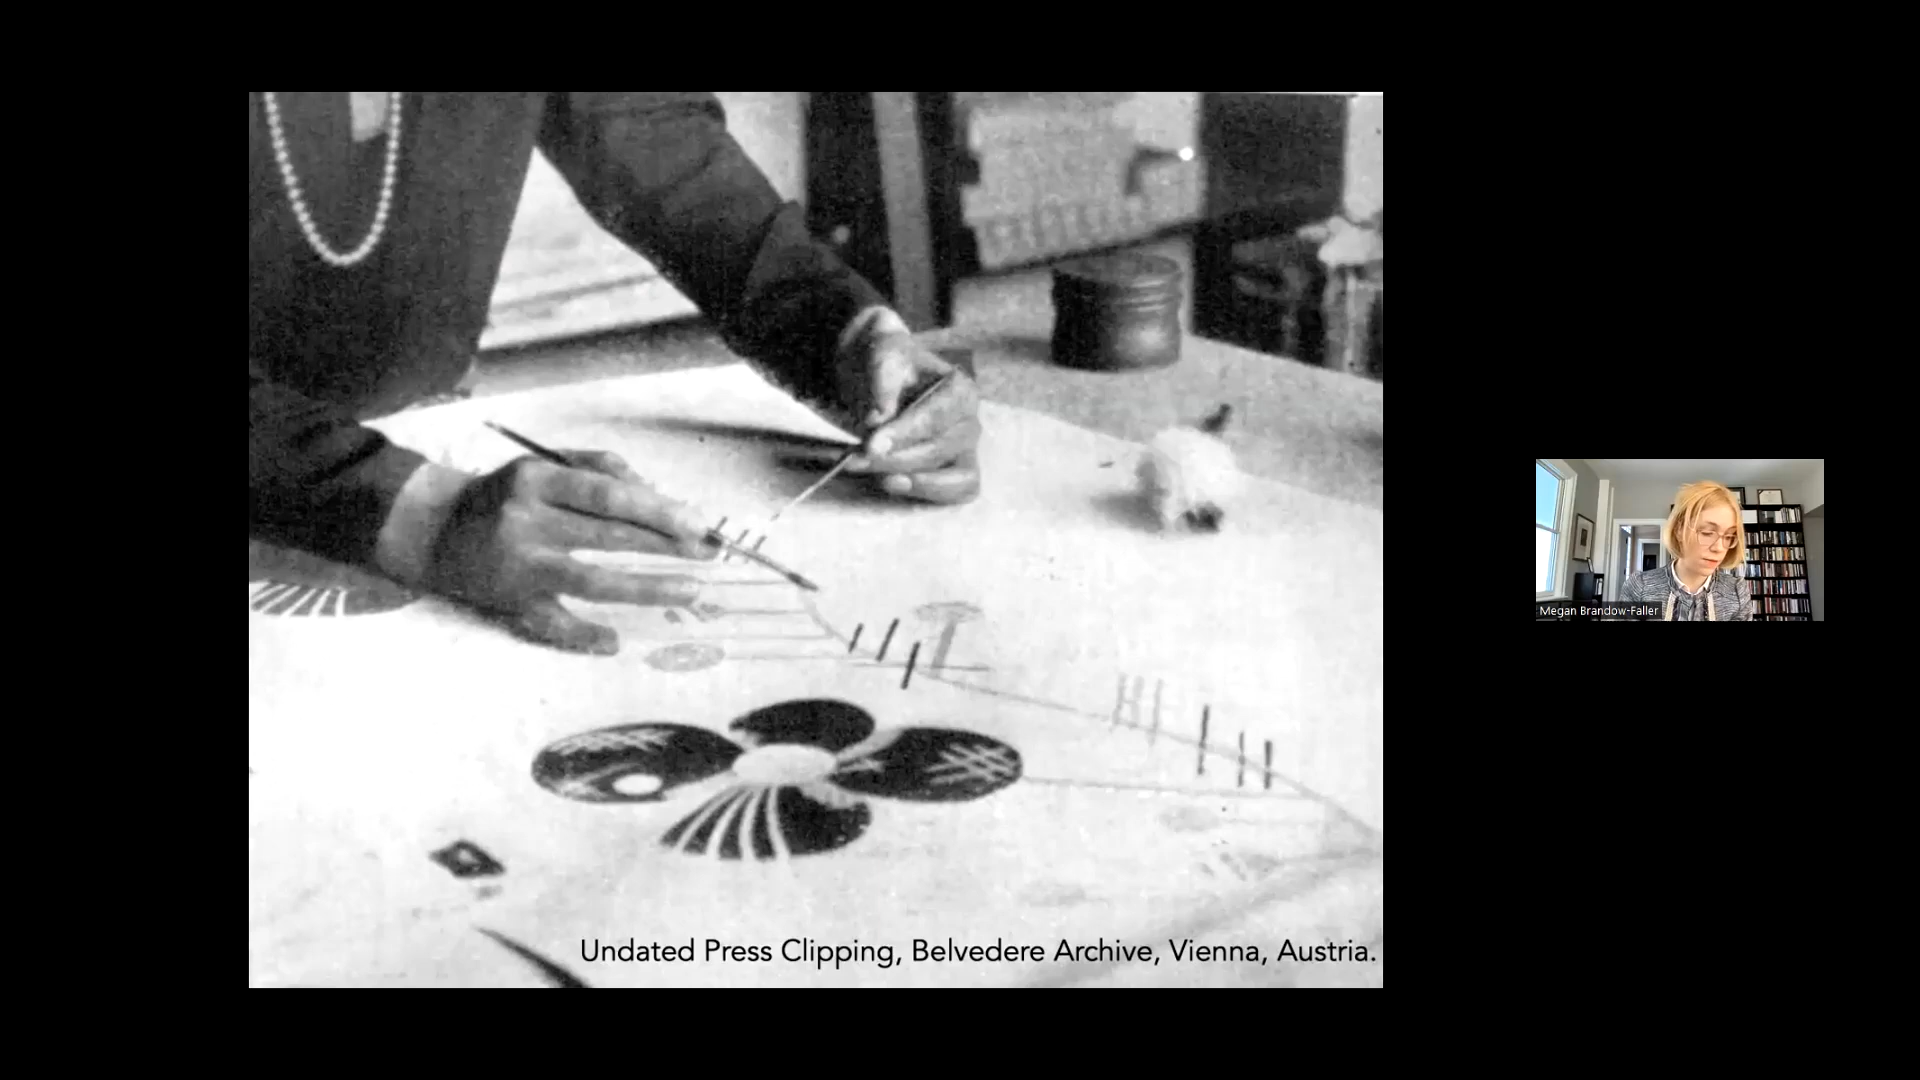 Undated Press Clipping, Belvedere Archive, Vienna, Austria.
Megan Brandow-Faller